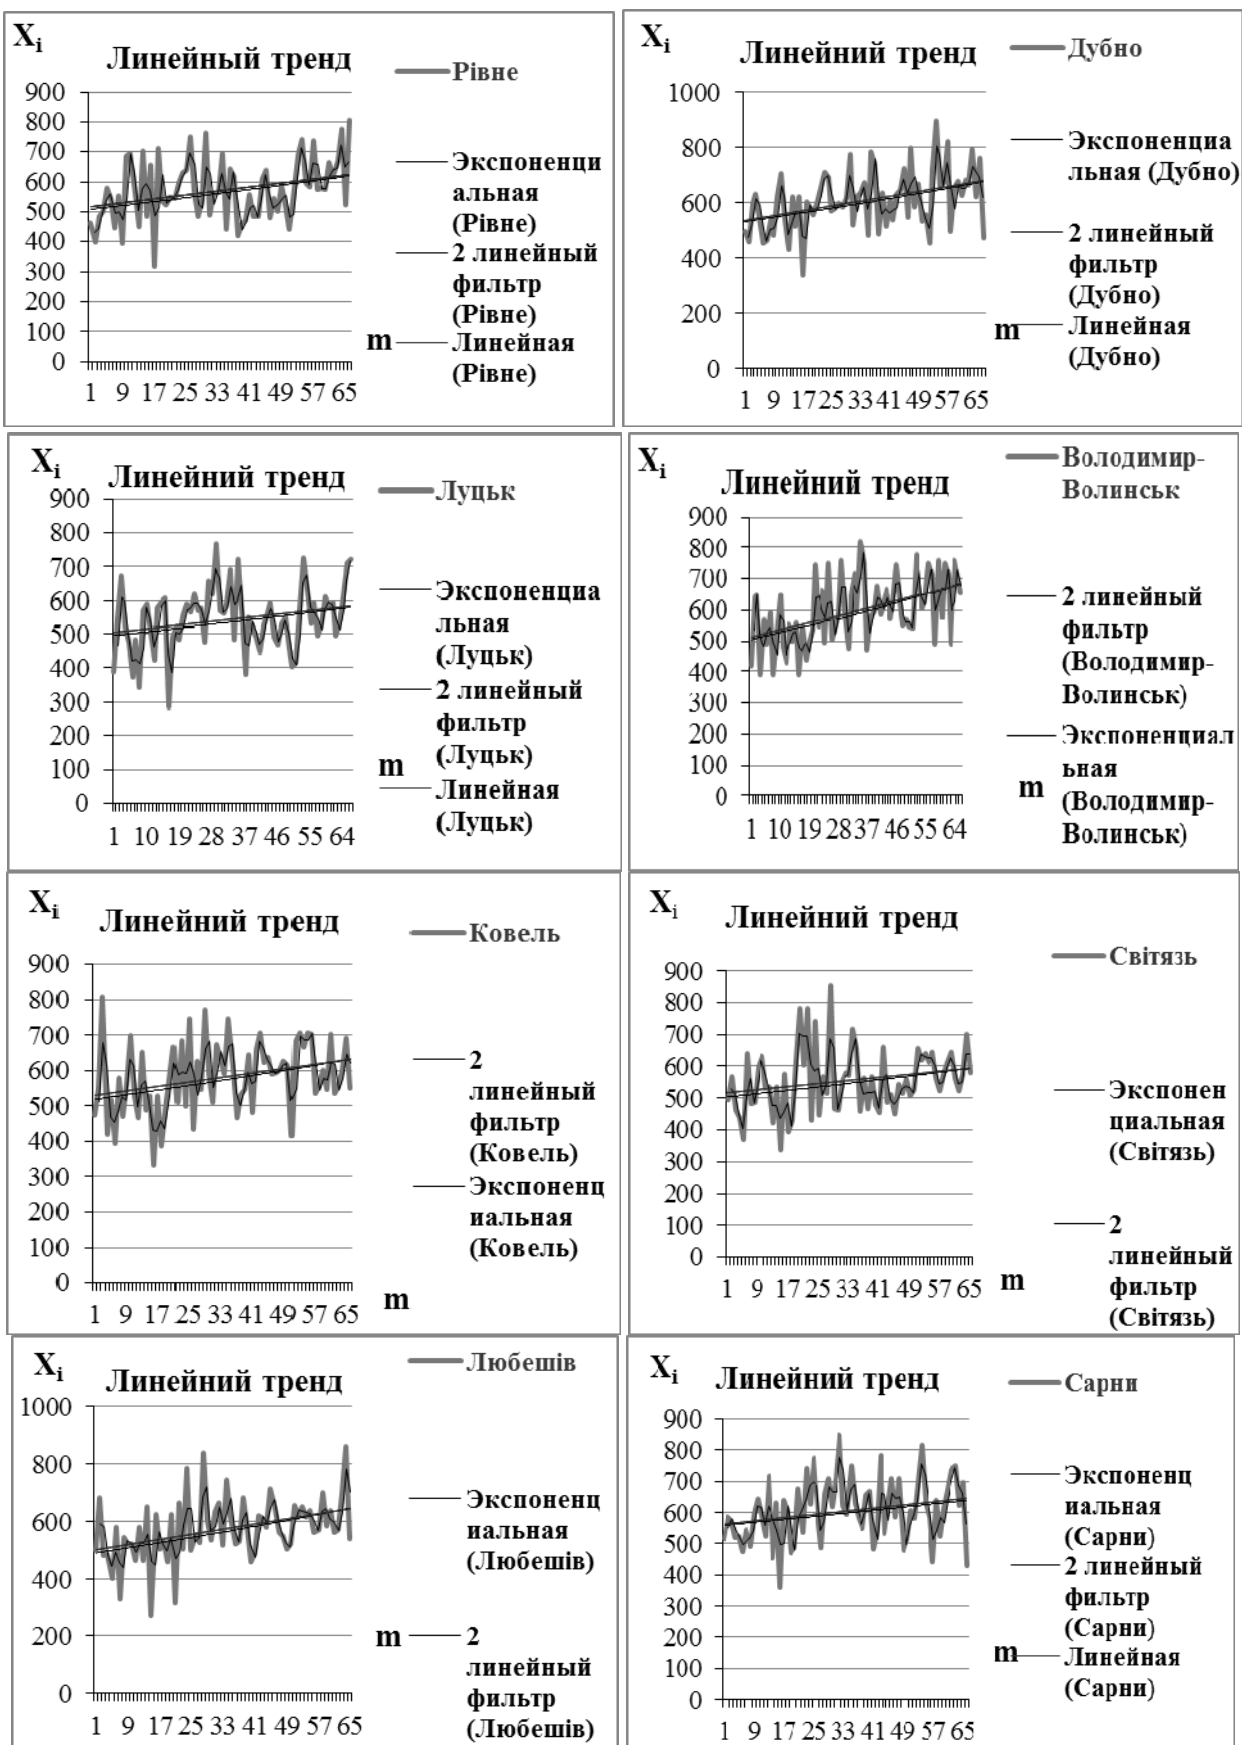 Xi
Линейный тренд
Рівне
900
800
700
600
500
400
300
200
100
0
1 9 17 25 33 41 49 57 65
Экспоненци
альная
(Рівне)
2 линейный
фильтр
(Рівне)
m
Линейная
(Рівне)
Xi
Линейний тренд
Дубно
1000
800
600
400
200
0
1 9 17 25 33 41 49 57 65
Экспоненциа
льная (Дубно)
2 линейный
фильтр
(Дубно)
m
Линейная
(Дубно)
Xi
Линейний тренд
Луцьк
900
800
700
600
500
400
300
200
100
0
1 10 19 28 37 46 55 64
Экспоненциа
льная
(Луцьк)
2 линейный
фильтр
(Луцьк)
m
Линейная
(Луцьк)
Xi
Линейний тренд
Володимир-
Волинськ
900
800
700
600
500
400
300
200
100
0
1 10 19 28 37 46 55 64
2 линейный
фильтр
(Володимир-
Волинськ)
m
Экспоненциал
ьная
(Володимир-
Волинськ)
Xi
Линейний тренд
Ковель
900
800
700
600
500
400
300
200
100
0
1 9 17 25 33 41 49 57 65
2
линейный
фильтр
(Ковель)
Экспоненц
иальная
(Ковель)
m
Xi
Линейний тренд
Світязь
900
800
700
600
500
400
300
200
100
0
1 9 17 25 33 41 49 57 65
Экспонен
циальная
(Світязь)
m
2
линейный
фильтр
(Світязь)
Xi
Линейний тренд
Любешів
1000
800
600
400
200
0
1 9 17 25 33 41 49 57 65
Экспоненц
иальная
(Любешів)
m
2
линейный
фильтр
(Любешів)
Xi
Линейний тренд
Сарни
900
800
700
600
500
400
300
200
100
0
1 9 17 25 33 41 49 57 65
Экспоненц
иальная
(Сарни)
2 линейный
фильтр
(Сарни)
m
Линейная
(Сарни)